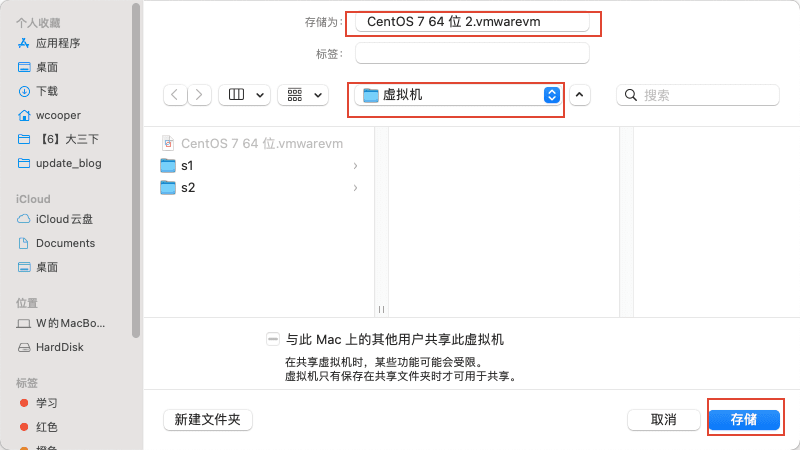 个人收藏
应用程序
桌面
下载
wcooper
【6】大三下
update_blog
iCloud
iCloud云盘
Documents
桌面
位置
W的MacBo...
HardDisk
标签
学习
红色
橙色
存储为：
CentOS 7 64 位 2.vmwarevm
标签：
虚拟机
搜索
CentOS 7 64 位.vmwarevm
s1
s2
与此 Mac 上的其他用户共享此虚拟机
在共享虚拟机时，某些功能可能会受限。
虚拟机只有保存在共享文件夹时才可用于共享。
新建文件夹
取消
存储